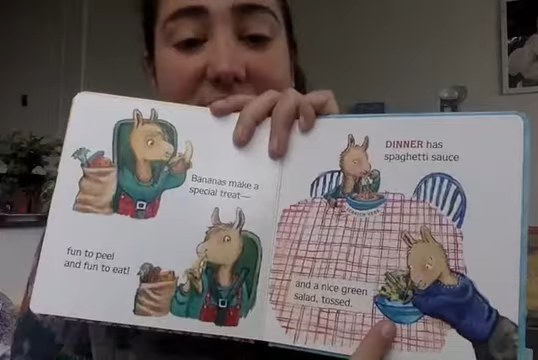 Bananas make a
special treat—
fun to peel
and fun to eat!
DINNER has
spaghetti sauce
and a nice green
salad, tossed.